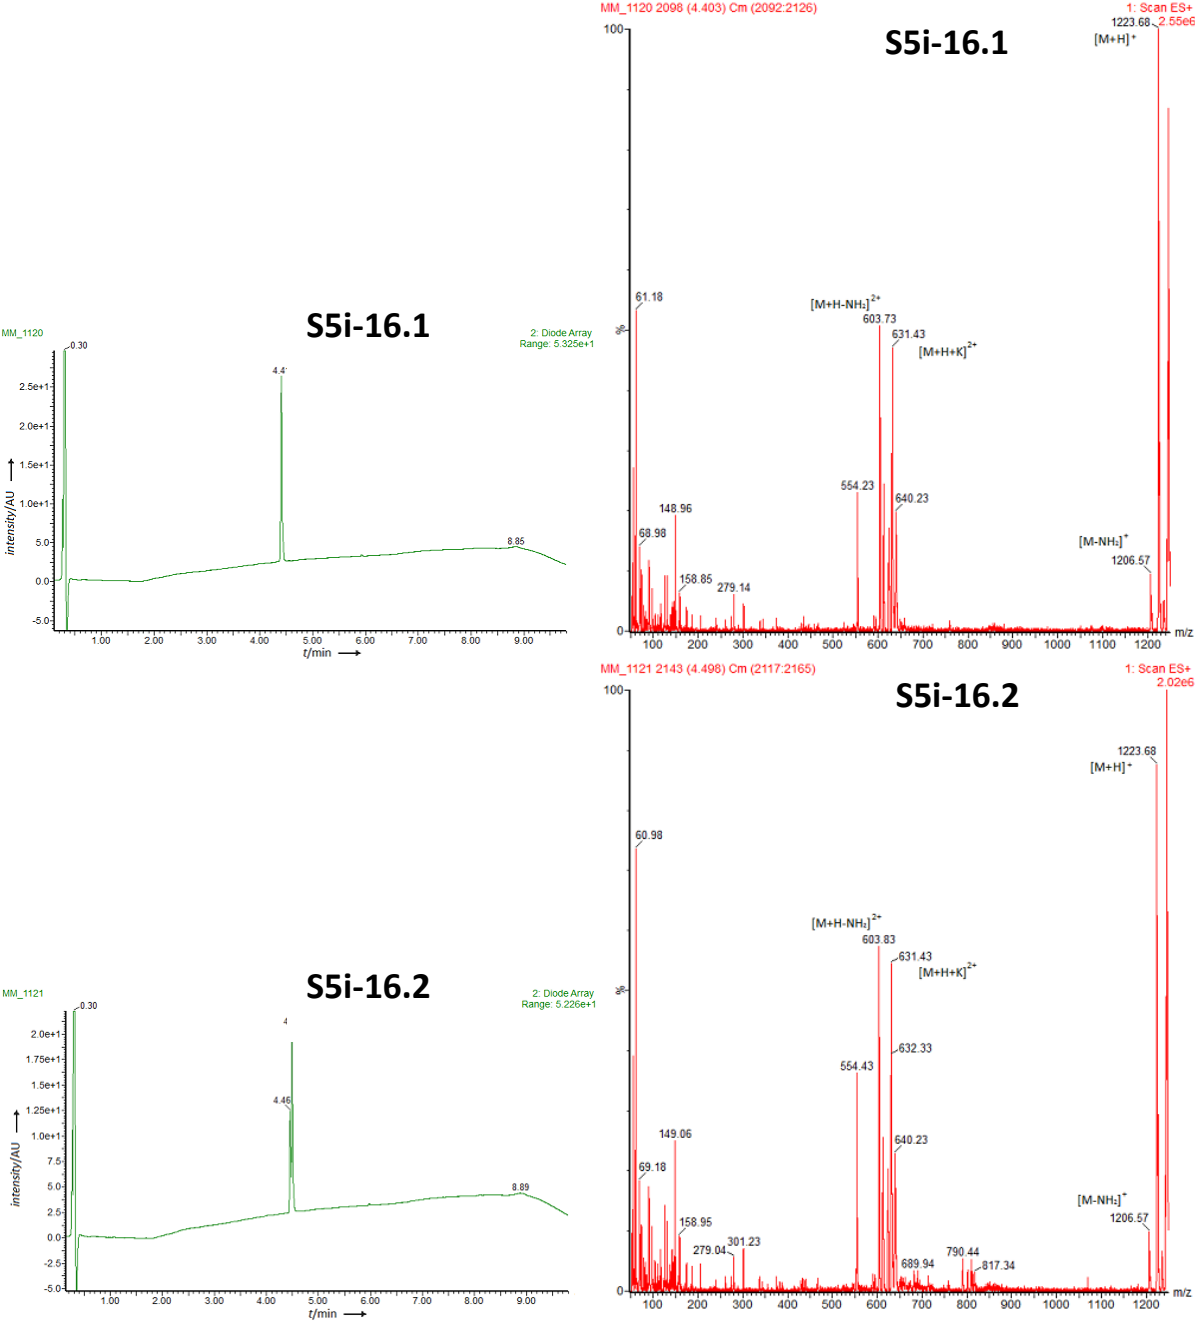 MM_1120 2098 (4.403) Cm (2092:2126)
1: Scan ES+
2.55e6
S5i-16.1
100
1223.68
[M+H]⁺
61.18
[M+H-NH₂]²⁺
603.73
631.43
[M+H+K]²⁺
%
554.23
640.23
148.96
68.98
158.85
279.14
[M-NH₂]⁺
1206.57
0
100 200 300 400 500 600 700 800 900 1000 1100 1200
m/z
S5i-16.1
MM_1120
2: Diode Array
Range: 5.325e+1
0.30
4.4
2.5e+1
2.0e+1
1.5e+1
1.0e+1
5.0
0.0
-5.0
intensity/AU
8.85
1.00 2.00 3.00 4.00 5.00 6.00 7.00 8.00 9.00
t/min
MM_1121 2143 (4.498) Cm (2117:2165)
1: Scan ES+
2.02e6
S5i-16.2
100
1223.68
[M+H]⁺
60.98
[M+H-NH₂]²⁺
603.83
631.43
[M+H+K]²⁺
%
632.33
554.43
640.23
149.06
69.18
158.95
279.04
301.23
689.94
790.44
817.34
[M-NH₂]⁺
1206.57
0
100 200 300 400 500 600 700 800 900 1000 1100 1200
m/z
S5i-16.2
MM_1121
2: Diode Array
Range: 5.226e+1
0.30
4
4.46
2.0e+1
1.75e+1
1.5e+1
1.25e+1
1.0e+1
7.5
5.0
2.5
0.0
-2.5
-5.0
intensity/AU
8.89
1.00 2.00 3.00 4.00 5.00 6.00 7.00 8.00 9.00
t/min